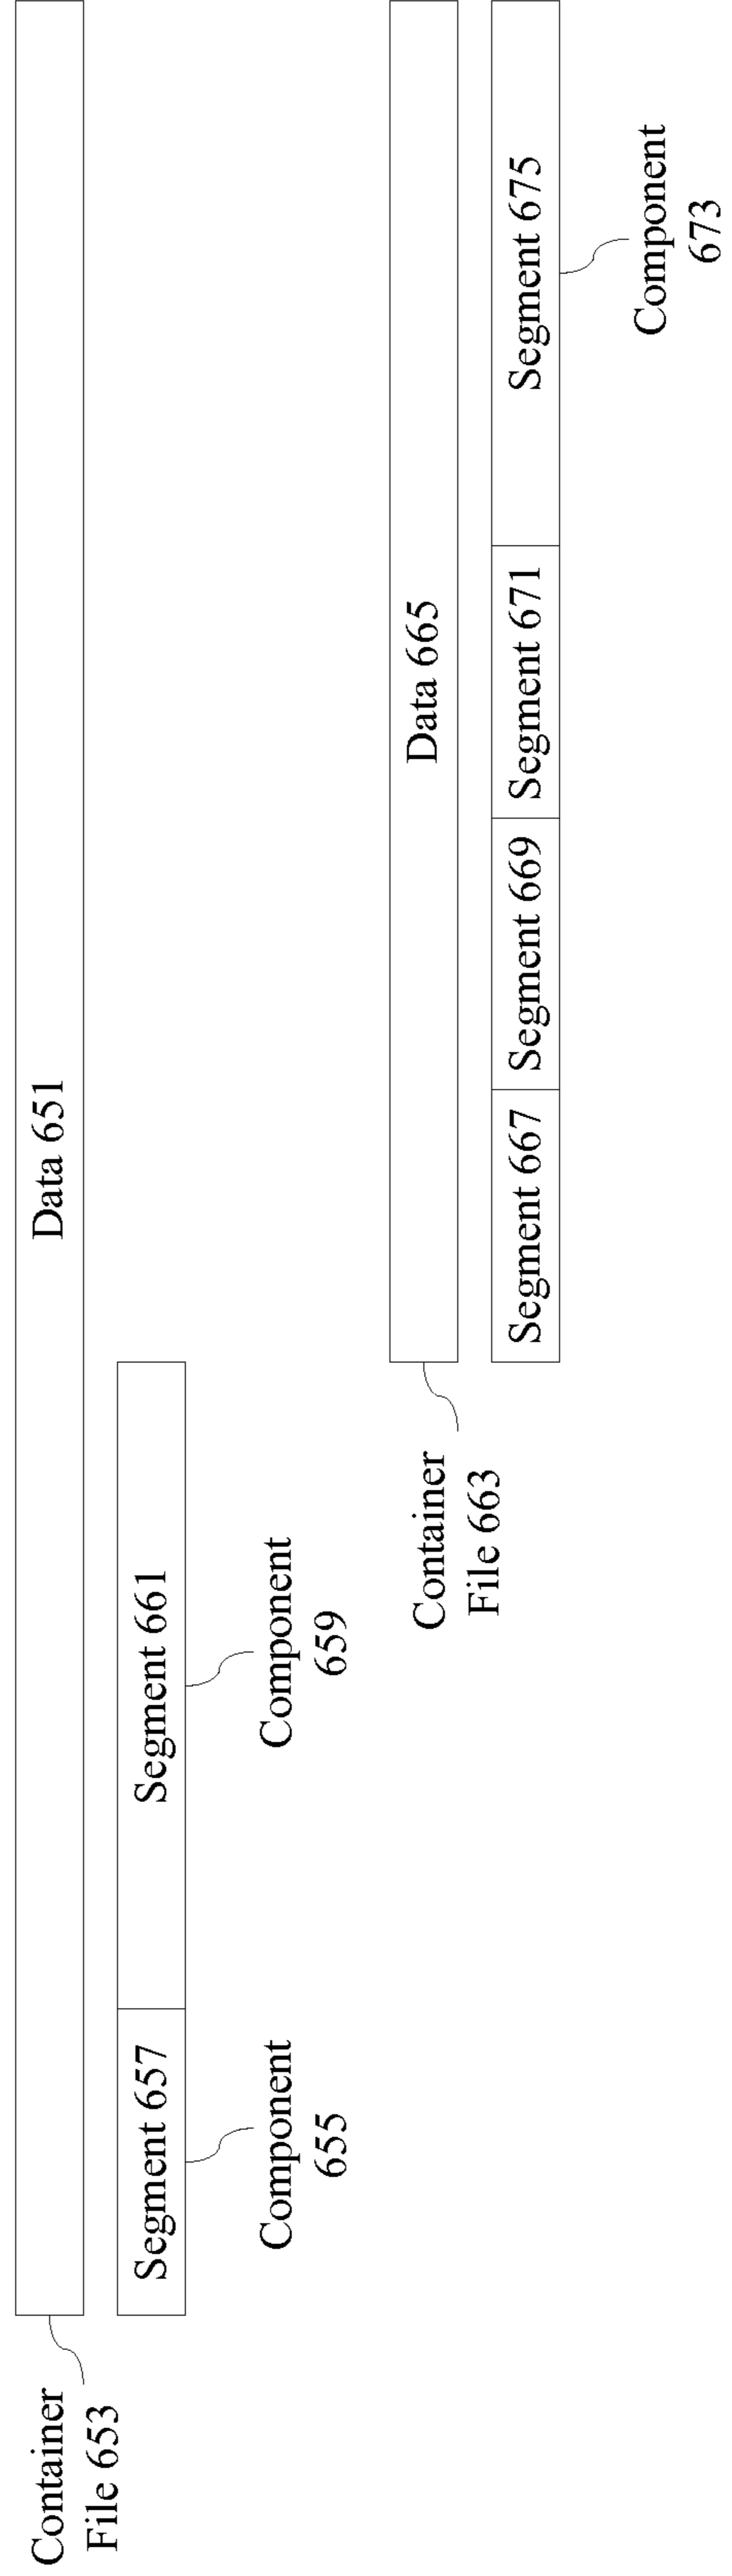 Data 651
Container
File 653
Segment 657
Segment 661
Component
655
Component
659
Data 665
Container
File 663
Segment 667
Segment 669
Segment 671
Segment 675
Component
673